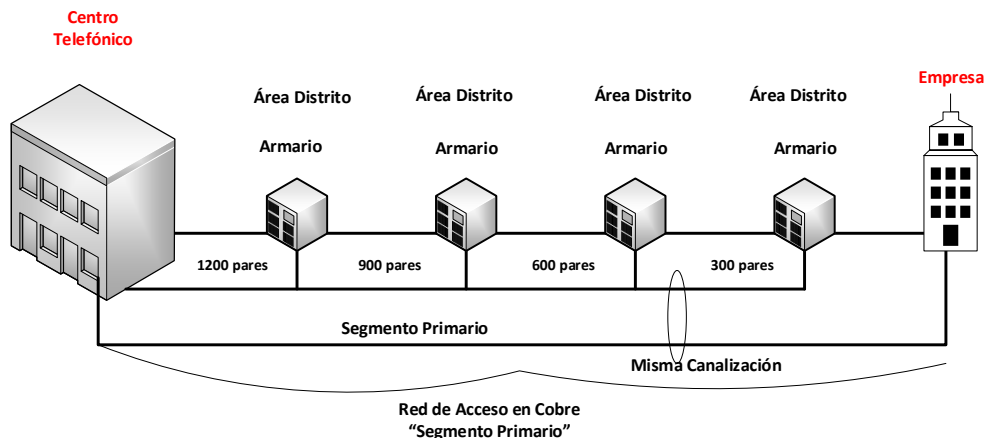 Centro
Telefónico
Empresa
Área Distrito
Área Distrito
Área Distrito
Área Distrito
Armario
Armario
Armario
Armario
1200 pares
900 pares
600 pares
300 pares
Segmento Primario
Misma Canalización
Red de Acceso en Cobre
“Segmento Primario”